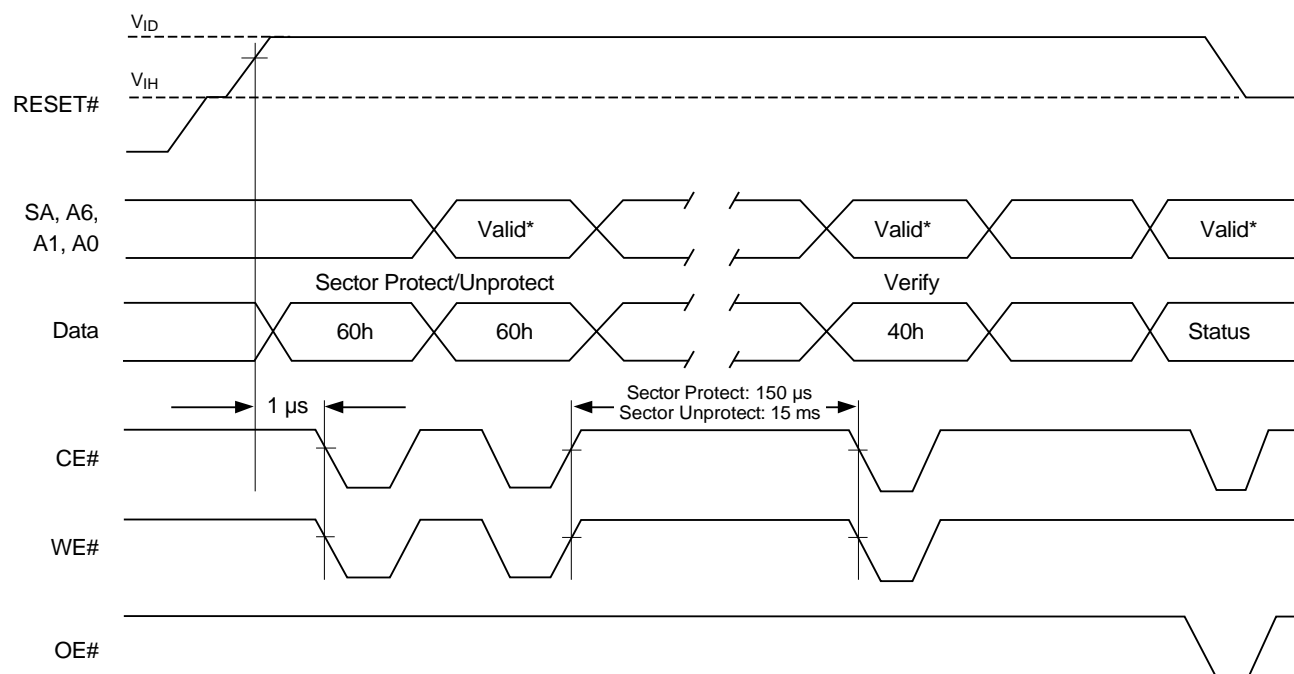 VID
VIH
RESET#
SA, A6,
A1, A0
Valid*
Valid*
Valid*
Sector Protect/Unprotect
Verify
Data
60h
60h
40h
Status
1 µs
Sector Protect: 150 µs
Sector Unprotect: 15 ms
CE#
WE#
OE#